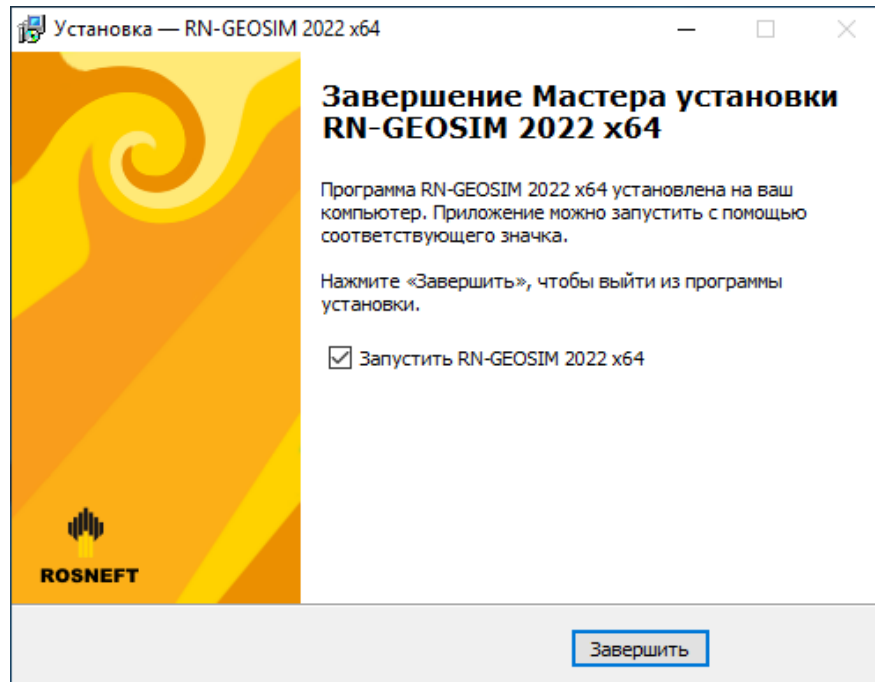 Установка — RN-GEOSIM 2022 x64
Завершение Мастера установки
RN-GEOSIM 2022 x64
Программа RN-GEOSIM 2022 x64 установлена на ваш
компьютер. Приложение можно запустить с помощью
соответствующего значка.
Нажмите «Завершить», чтобы выйти из программы
установки.
Запустить RN-GEOSIM 2022 x64
ROSNEFT
Завершить